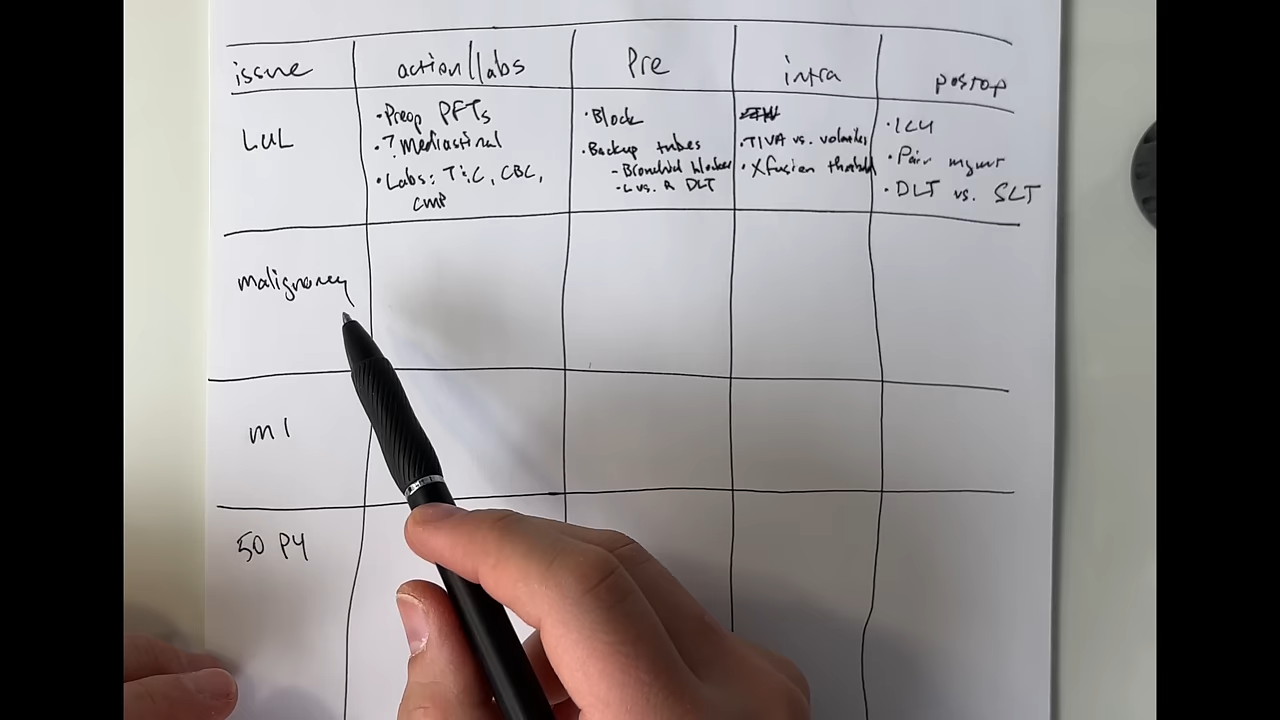 issue action/labs Pre intra postop
LUL
• Preop PFTs
• ? Mediastinal
• Labs: T&C, CBC,
CMP
• Block
• Backup tubes
- Bronchial blocker
- L vs. R DLT
• TIVA vs. volatiles
• Xfusion threshold
• ICU
• Pain mgmt
• DLT vs. SLT
malignancy
MI
50 PY